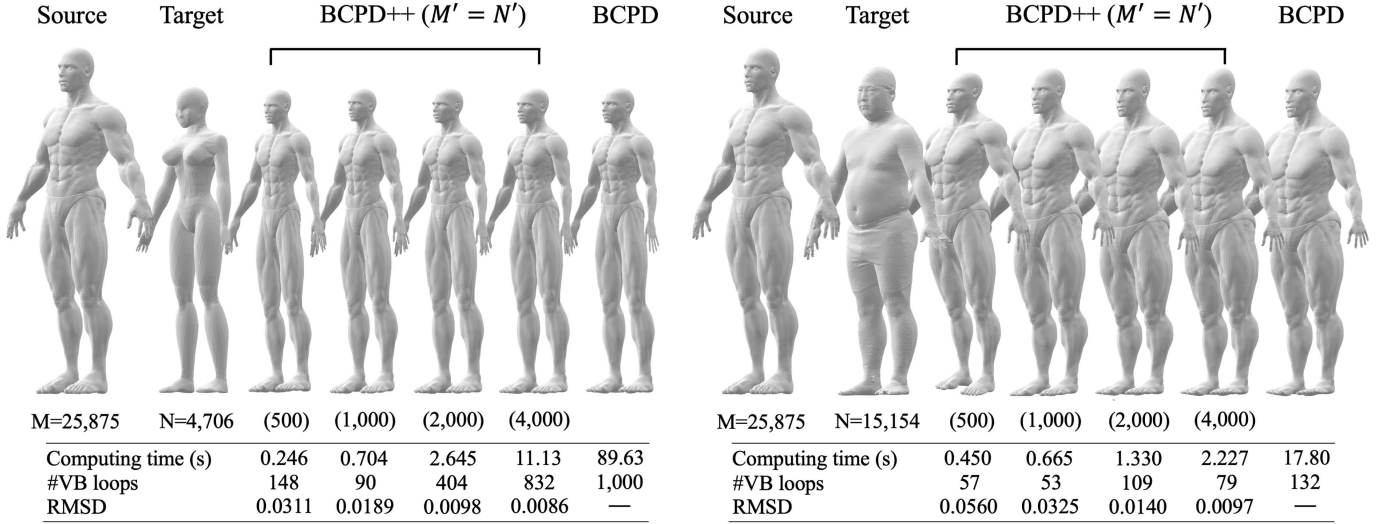 Source Target BCPD++ (M′ = N′) BCPD
M=25,875 N=4,706 (500) (1,000) (2,000) (4,000)
Computing time (s) 0.246 0.704 2.645 11.13 89.63
#VB loops 148 90 404 832 1,000
RMSD 0.0311 0.0189 0.0098 0.0086 —
Source Target BCPD++ (M′ = N′) BCPD
M=25,875 N=15,154 (500) (1,000) (2,000) (4,000)
Computing time (s) 0.450 0.665 1.330 2.227 17.80
#VB loops 57 53 109 79 132
RMSD 0.0560 0.0325 0.0140 0.0097 —